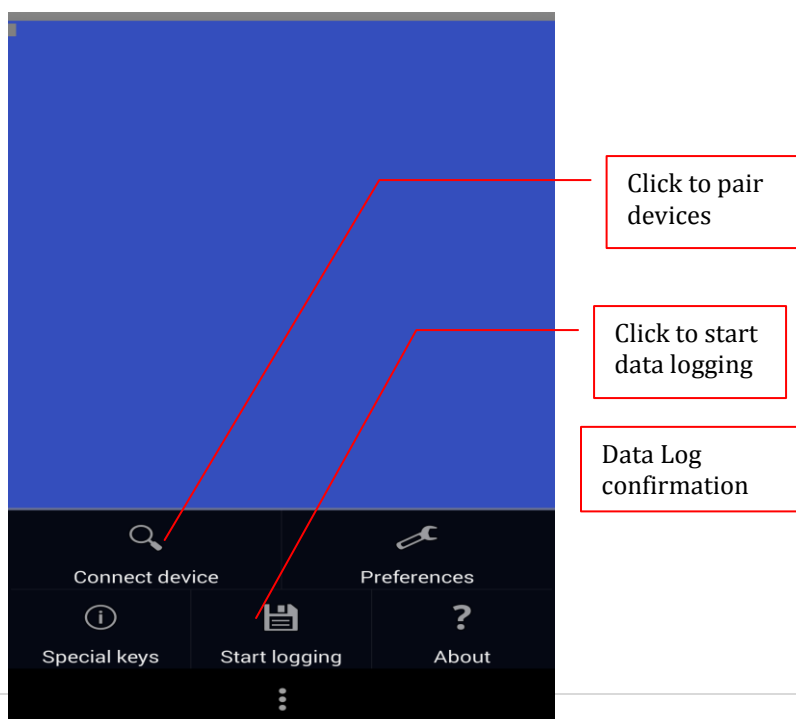 Click to pair
devices
Click to start
data logging
Data Log
confirmation
Connect device
Preferences
Special keys
Start logging
About